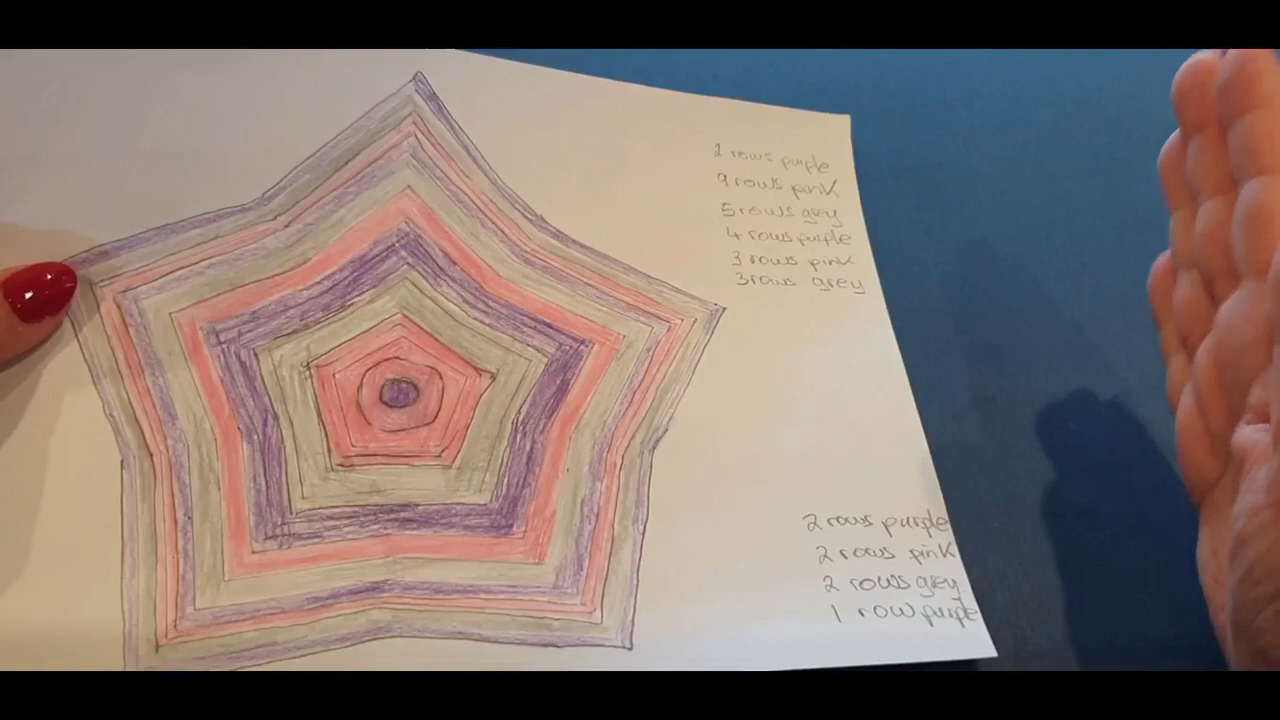 2 rows purple
9 rows pink
5 rows grey
4 rows purple
3 rows pink
3 rows grey
2 rows purple
2 rows pink
2 rows grey
1 row purple